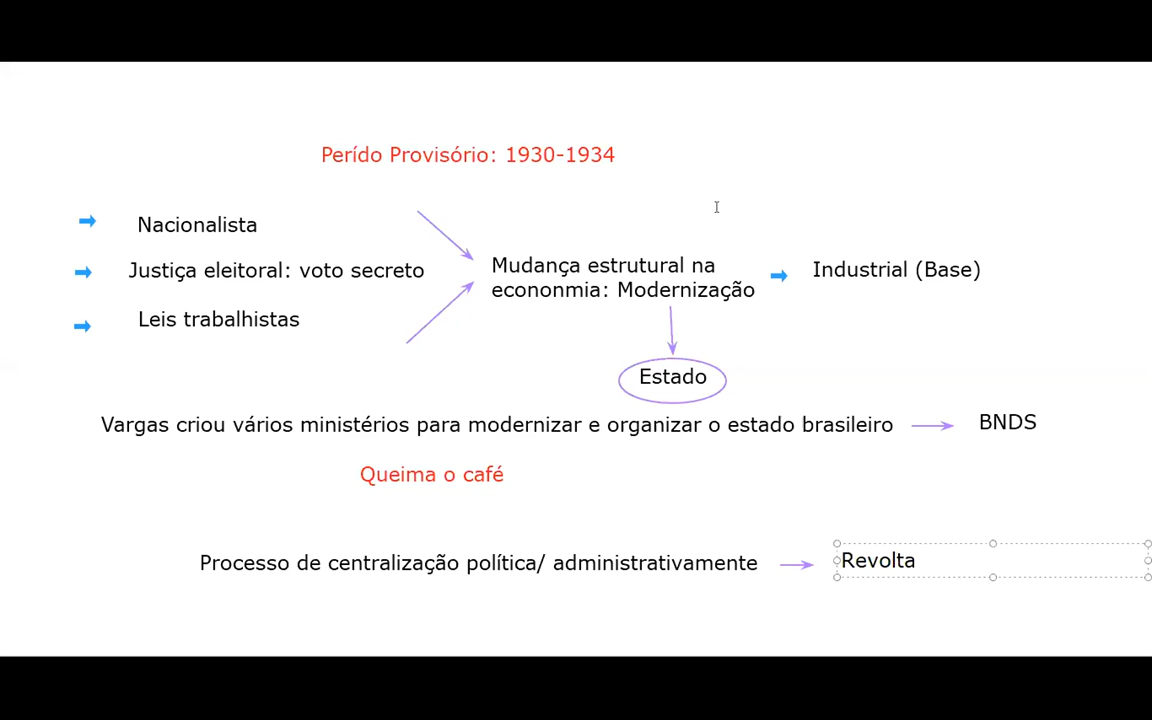 Perído Provisório: 1930-1934
Nacionalista
Justiça eleitoral: voto secreto
Leis trabalhistas
Mudança estrutural na
econonmia: Modernização
Industrial (Base)
Estado
Vargas criou vários ministérios para modernizar e organizar o estado brasileiro
BNDS
Queima o café
Processo de centralização política/ administrativamente
Revolta